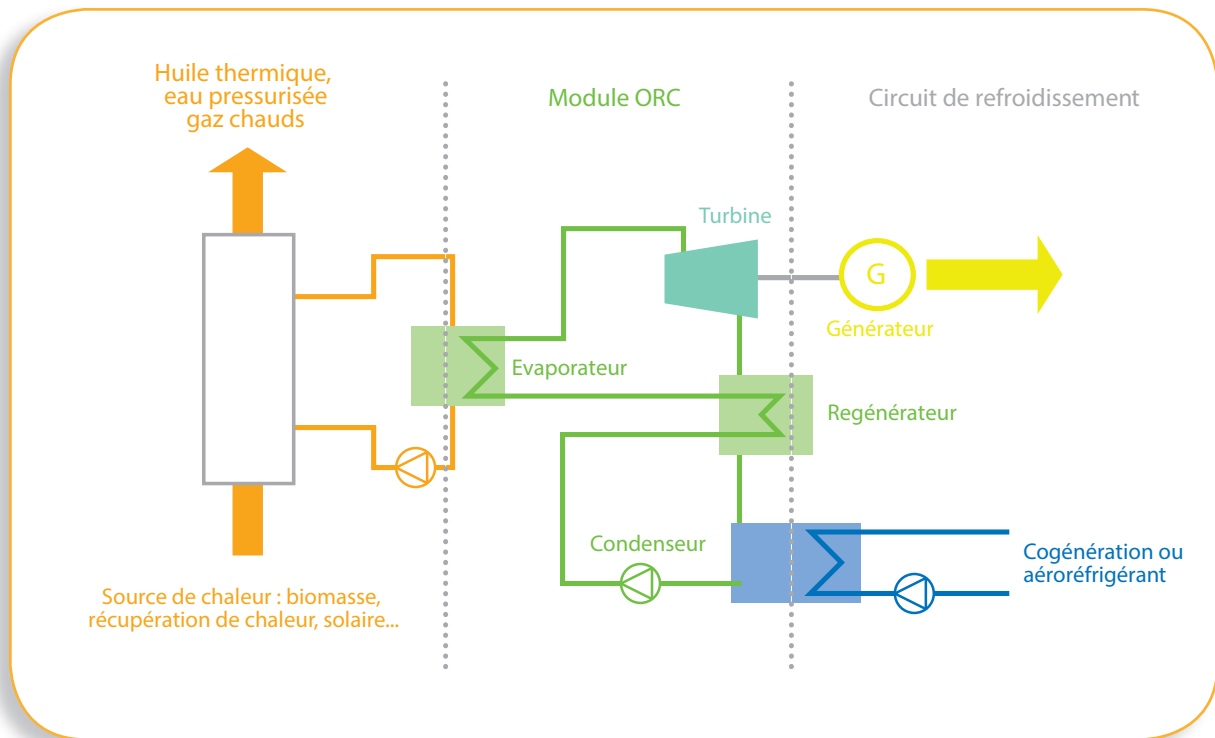 Huile thermique,
eau pressurisée
gaz chauds
Module ORC
Circuit de refroidissement
Turbine
G
Générateur
Evaporateur
Regénérateur
Condenseur
Cogénération ou
aéroréfrigérant
Source de chaleur : biomasse,
récupération de chaleur, solaire...